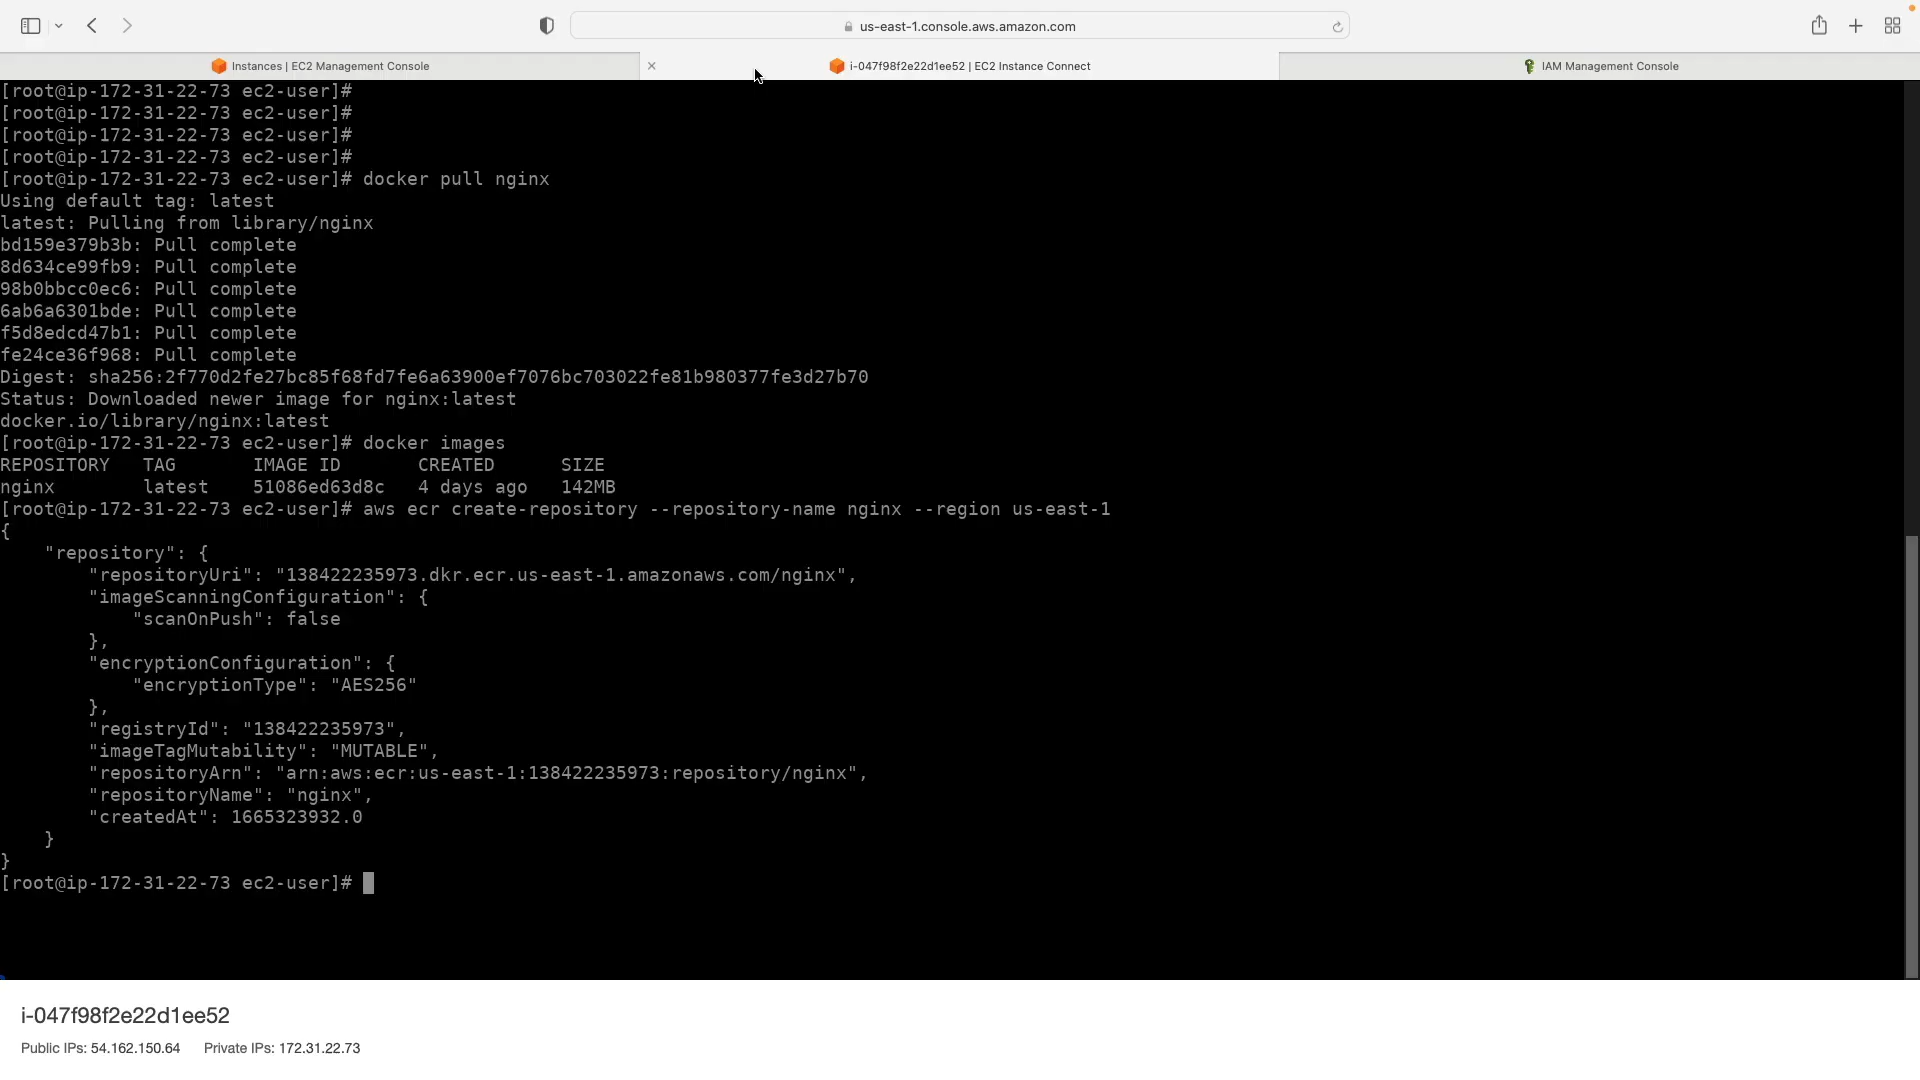 us-east-1.console.aws.amazon.com
Instances | EC2 Management Console
i-047f98f2e22d1ee52 | EC2 Instance Connect
IAM Management Console
[root@ip-172-31-22-73 ec2-user]#
[root@ip-172-31-22-73 ec2-user]#
[root@ip-172-31-22-73 ec2-user]#
[root@ip-172-31-22-73 ec2-user]#
[root@ip-172-31-22-73 ec2-user]# docker pull nginx
Using default tag: latest
latest: Pulling from library/nginx
bd159e379b3b: Pull complete
8d634ce99fb9: Pull complete
98b0bbcc0ec6: Pull complete
6ab6a6301bde: Pull complete
f5d8edcd47b1: Pull complete
fe24ce36f968: Pull complete
Digest: sha256:2f770d2fe27bc85f68fd7fe6a63900ef7076bc703022fe81b980377fe3d27b70
Status: Downloaded newer image for nginx:latest
docker.io/library/nginx:latest
[root@ip-172-31-22-73 ec2-user]# docker images
REPOSITORY   TAG       IMAGE ID       CREATED      SIZE
nginx        latest    51086ed63d8c   4 days ago   142MB
[root@ip-172-31-22-73 ec2-user]# aws ecr create-repository --repository-name nginx --region us-east-1
{
    "repository": {
        "repositoryUri": "138422235973.dkr.ecr.us-east-1.amazonaws.com/nginx",
        "imageScanningConfiguration": {
            "scanOnPush": false
        },
        "encryptionConfiguration": {
            "encryptionType": "AES256"
        },
        "registryId": "138422235973",
        "imageTagMutability": "MUTABLE",
        "repositoryArn": "arn:aws:ecr:us-east-1:138422235973:repository/nginx",
        "repositoryName": "nginx",
        "createdAt": 1665323932.0
    }
}
[root@ip-172-31-22-73 ec2-user]#
i-047f98f2e22d1ee52
Public IPs: 54.162.150.64   Private IPs: 172.31.22.73